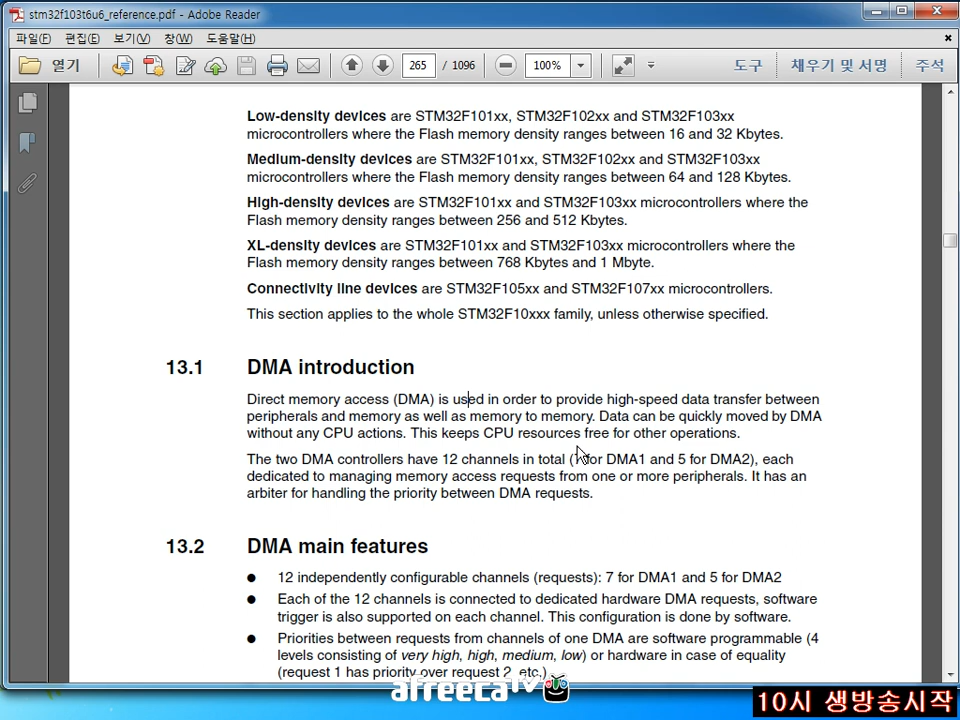 stm32f103t6u6_reference.pdf - Adobe Reader
파일(F) 편집(E) 보기(V) 창(W) 도움말(H)
열기 265 / 1096 100% 도구 채우기 및 서명 주석
Low-density devices are STM32F101xx, STM32F102xx and STM32F103xx
microcontrollers where the Flash memory density ranges between 16 and 32 Kbytes.
Medium-density devices are STM32F101xx, STM32F102xx and STM32F103xx
microcontrollers where the Flash memory density ranges between 64 and 128 Kbytes.
High-density devices are STM32F101xx and STM32F103xx microcontrollers where the
Flash memory density ranges between 256 and 512 Kbytes.
XL-density devices are STM32F101xx and STM32F103xx microcontrollers where the
Flash memory density ranges between 768 Kbytes and 1 Mbyte.
Connectivity line devices are STM32F105xx and STM32F107xx microcontrollers.
This section applies to the whole STM32F10xxx family, unless otherwise specified.
13.1 DMA introduction
Direct memory access (DMA) is used in order to provide high-speed data transfer between
peripherals and memory as well as memory to memory. Data can be quickly moved by DMA
without any CPU actions. This keeps CPU resources free for other operations.
The two DMA controllers have 12 channels in total (7 for DMA1 and 5 for DMA2), each
dedicated to managing memory access requests from one or more peripherals. It has an
arbiter for handling the priority between DMA requests.
13.2 DMA main features
● 12 independently configurable channels (requests): 7 for DMA1 and 5 for DMA2
● Each of the 12 channels is connected to dedicated hardware DMA requests, software
trigger is also supported on each channel. This configuration is done by software.
● Priorities between requests from channels of one DMA are software programmable (4
levels consisting of very high, high, medium, low) or hardware in case of equality
(request 1 has priority over request 2, etc.)
afreecaTV
10시 생방송시작